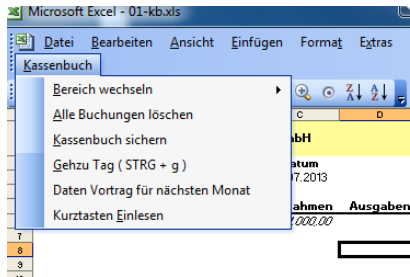 Microsoft Excel - 01-kb.xls
Datei Bearbeiten Ansicht Einfügen Format Extras
Kassenbuch
Bereich wechseln
Alle Buchungen löschen
Kassenbuch sichern
Gehzu Tag ( STRG + g )
Daten Vortrag für nächsten Monat
Kurztasten Einlesen
C D
bH
atum
07.2013
ahmen Ausgaben
000,00
7
8
9